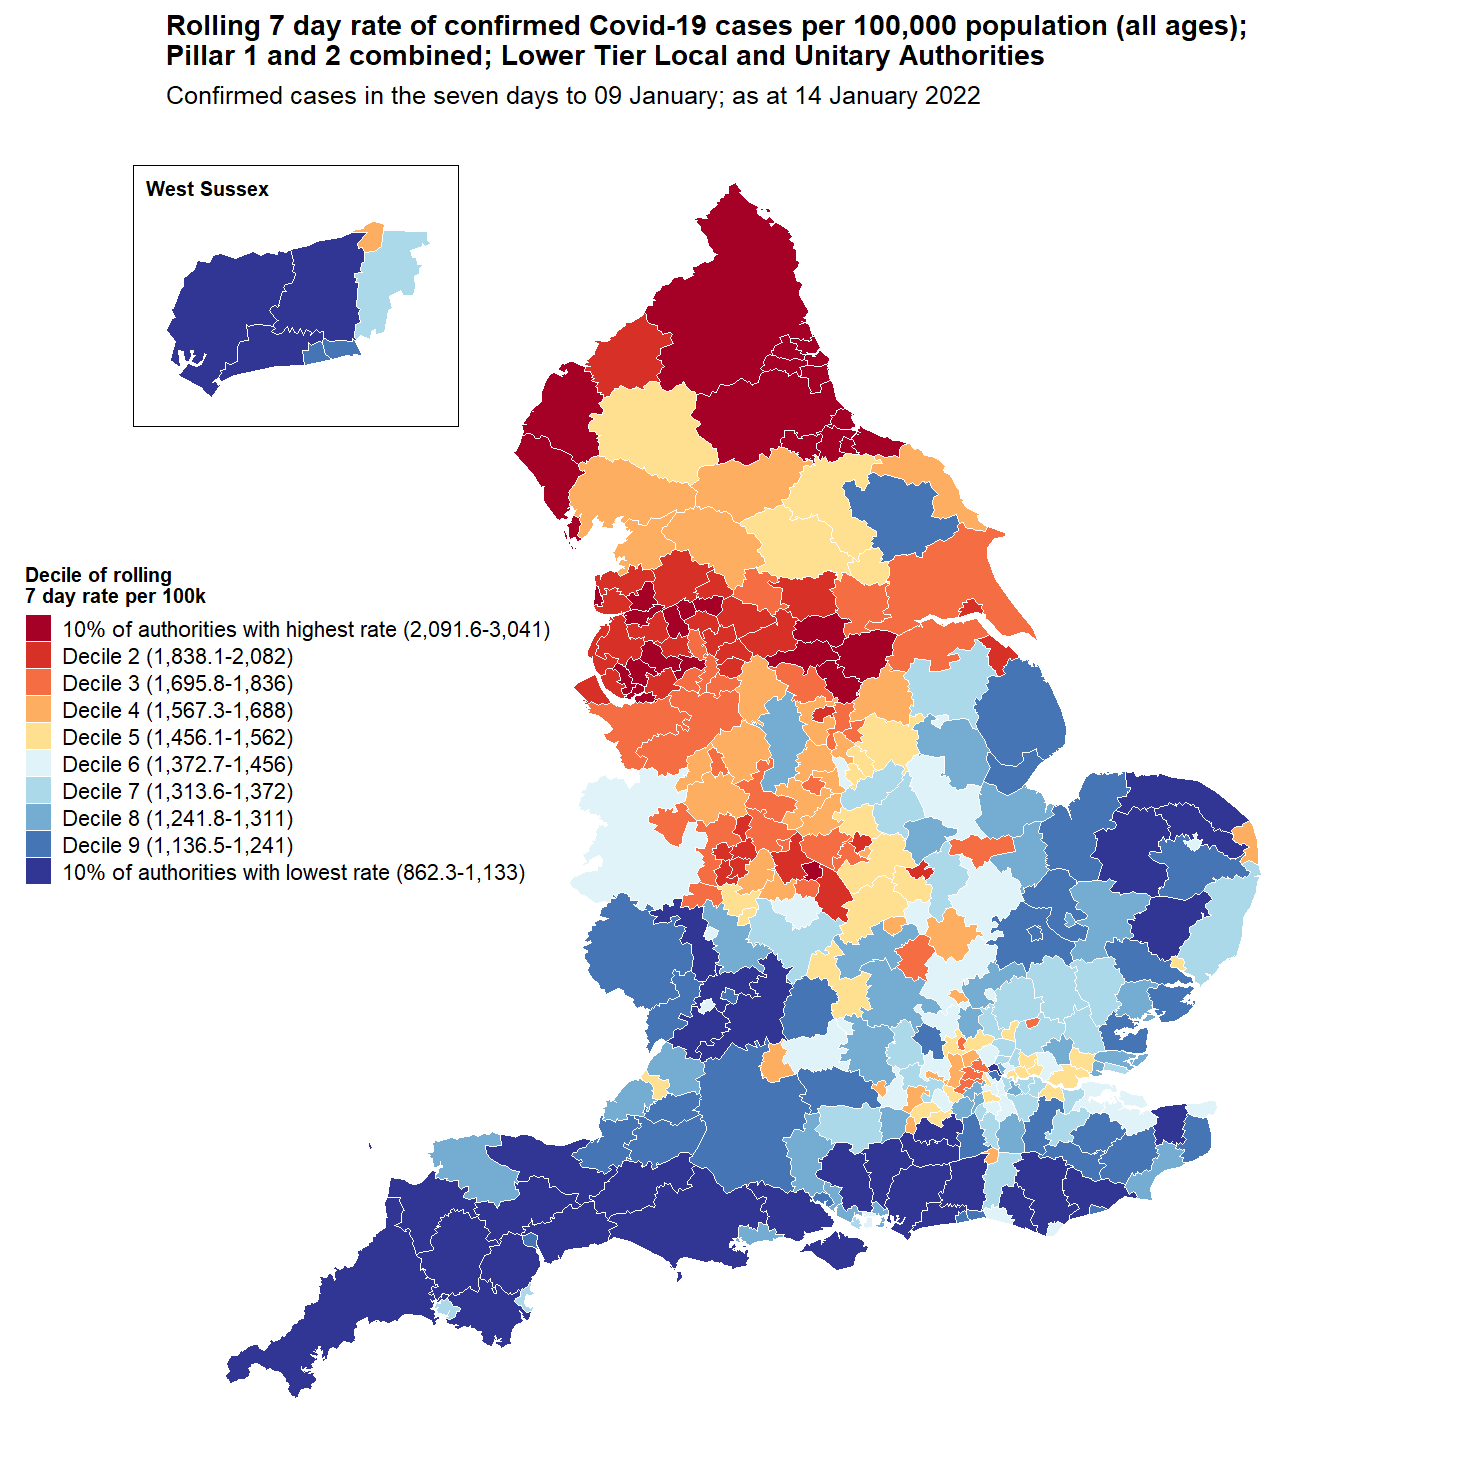 Rolling 7 day rate of confirmed Covid-19 cases per 100,000 population (all ages);
Pillar 1 and 2 combined; Lower Tier Local and Unitary Authorities
Confirmed cases in the seven days to 09 January; as at 14 January 2022
West Sussex
Decile of rolling
7 day rate per 100k
10% of authorities with highest rate (2,091.6-3,041)
Decile 2 (1,838.1-2,082)
Decile 3 (1,695.8-1,836)
Decile 4 (1,567.3-1,688)
Decile 5 (1,456.1-1,562)
Decile 6 (1,372.7-1,456)
Decile 7 (1,313.6-1,372)
Decile 8 (1,241.8-1,311)
Decile 9 (1,136.5-1,241)
10% of authorities with lowest rate (862.3-1,133)